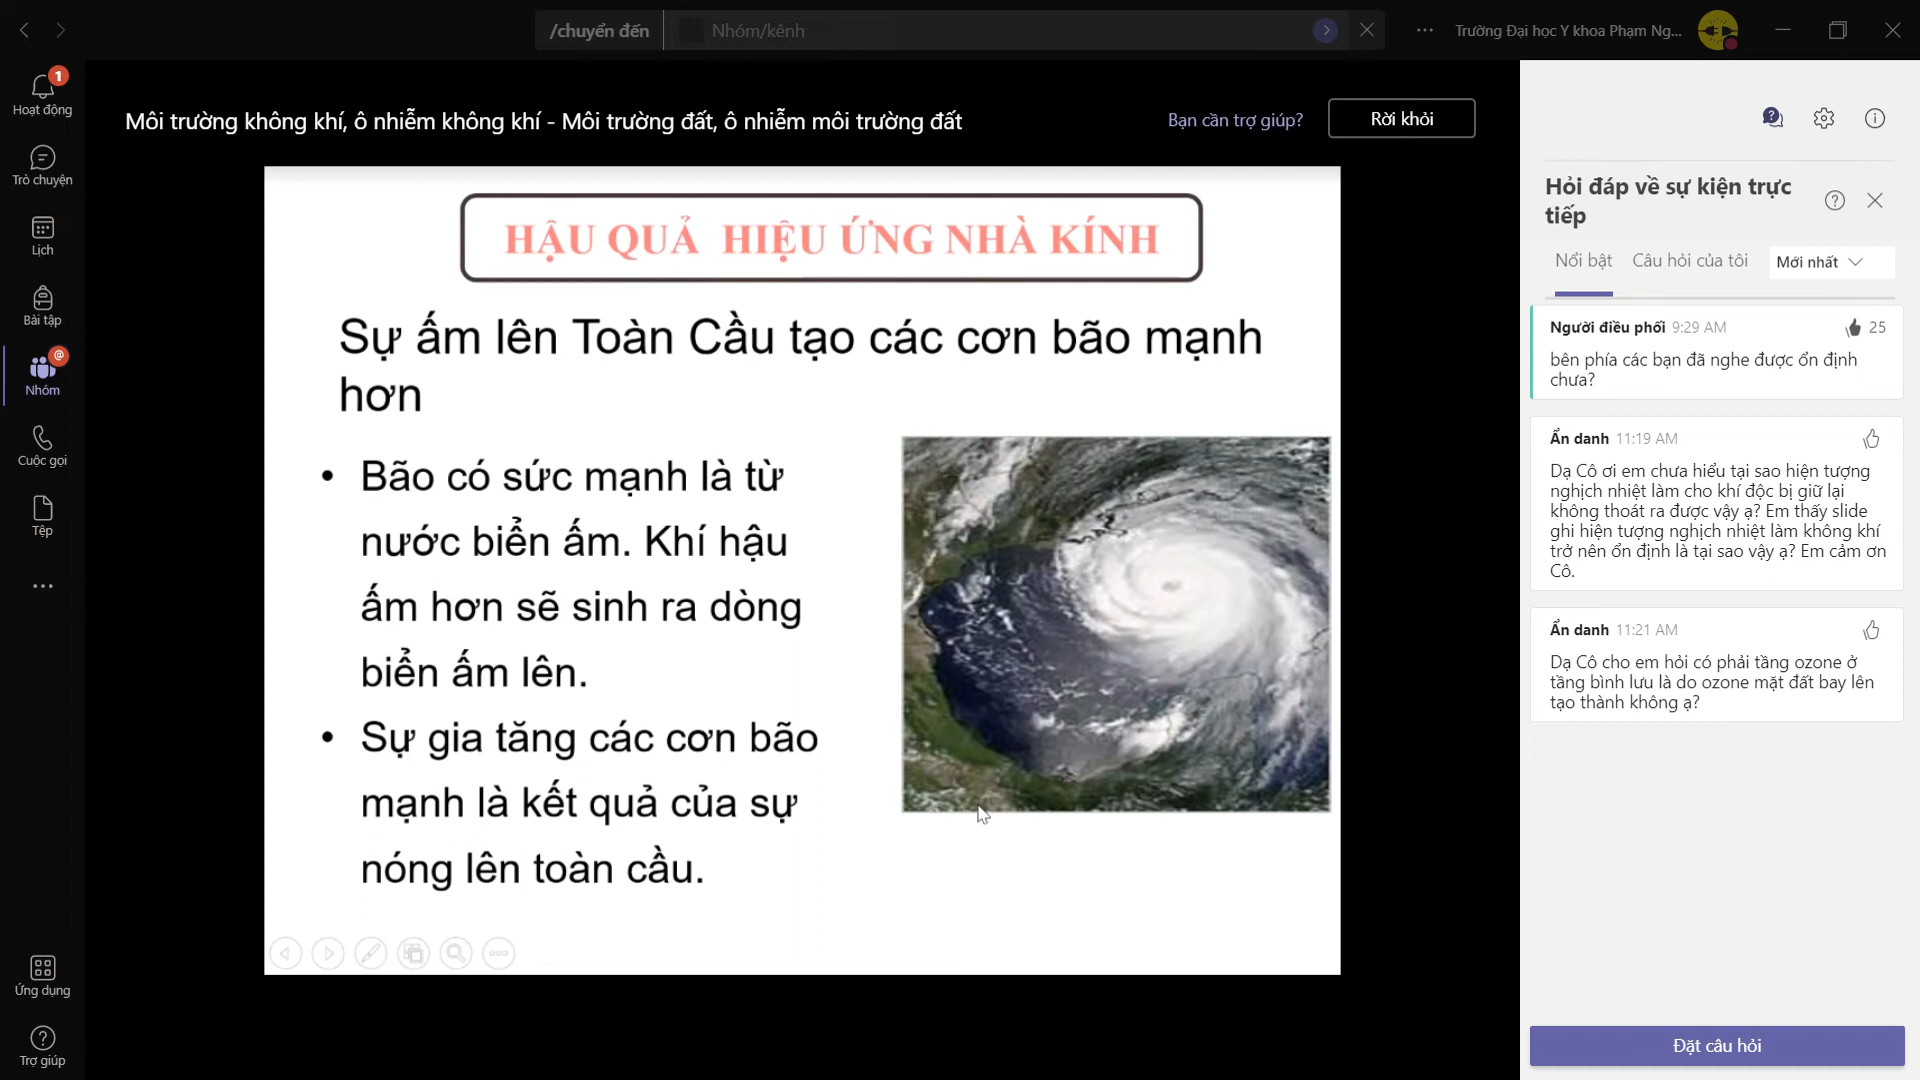 /chuyển đến
Nhóm/kênh
Trường Đại học Y khoa Phạm Ng...
1
Hoạt động
Trò chuyện
Lịch
Bài tập
@
Nhóm
Cuộc gọi
Tệp
Ứng dụng
Trợ giúp
Môi trường không khí, ô nhiễm không khí - Môi trường đất, ô nhiễm môi trường đất
Bạn cần trợ giúp?
Rời khỏi
HẬU QUẢ HIỆU ỨNG NHÀ KÍNH
Sự ấm lên Toàn Cầu tạo các cơn bão mạnh
hơn
• Bão có sức mạnh là từ
nước biển ấm. Khí hậu
ấm hơn sẽ sinh ra dòng
biển ấm lên.
• Sự gia tăng các cơn bão
mạnh là kết quả của sự
nóng lên toàn cầu.
Hỏi đáp về sự kiện trực
tiếp
Nổi bật
Câu hỏi của tôi
Mới nhất
Người điều phối 9:29 AM
25
bên phía các bạn đã nghe được ổn định
chưa?
Ẩn danh 11:19 AM
Dạ Cô ơi em chưa hiểu tại sao hiện tượng
nghịch nhiệt làm cho khí độc bị giữ lại
không thoát ra được vậy ạ? Em thấy slide
ghi hiện tượng nghịch nhiệt làm không khí
trở nên ổn định là tại sao vậy ạ? Em cảm ơn
Cô.
Ẩn danh 11:21 AM
Dạ Cô cho em hỏi có phải tầng ozone ở
tầng bình lưu là do ozone mặt đất bay lên
tạo thành không ạ?
Đặt câu hỏi